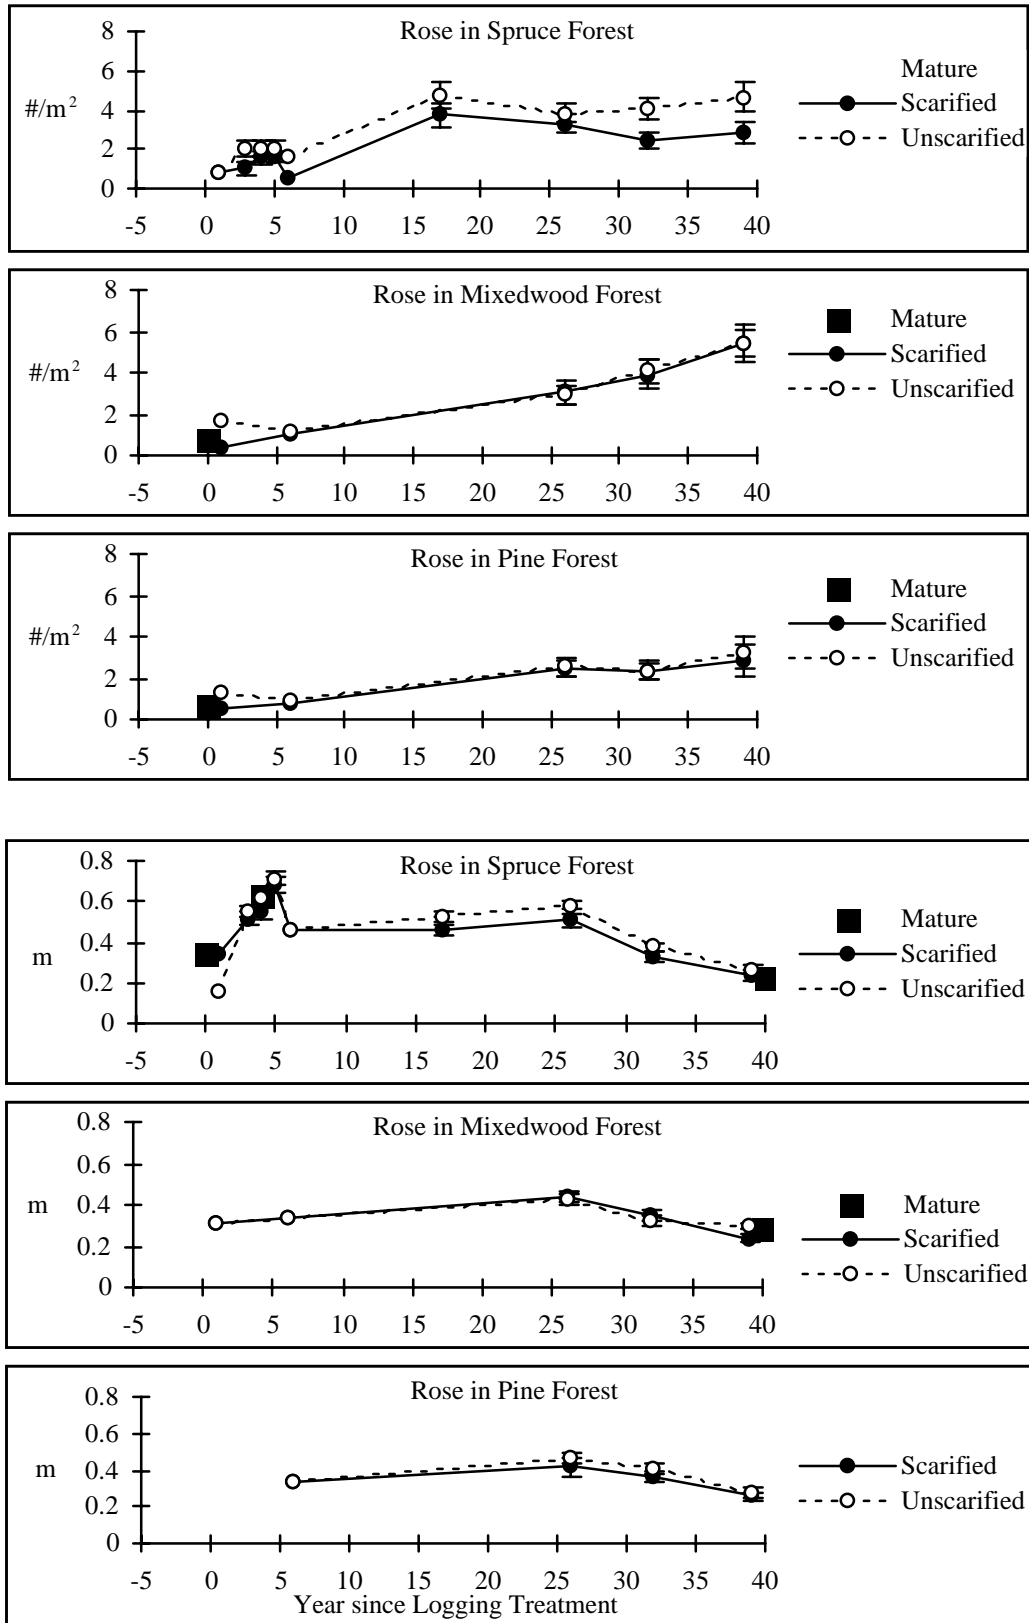 Rose in Spruce Forest
8
6
4
2
0
#/m²
-5 0 5 10 15 20 25 30 35 40
Mature
Scarified
Unscarified
Rose in Mixedwood Forest
8
6
4
2
0
#/m²
-5 0 5 10 15 20 25 30 35 40
Mature
Scarified
Unscarified
Rose in Pine Forest
8
6
4
2
0
#/m²
-5 0 5 10 15 20 25 30 35 40
Mature
Scarified
Unscarified
Rose in Spruce Forest
0.8
0.6
0.4
0.2
0
m
-5 0 5 10 15 20 25 30 35 40
Mature
Scarified
Unscarified
Rose in Mixedwood Forest
0.8
0.6
0.4
0.2
0
m
-5 0 5 10 15 20 25 30 35 40
Mature
Scarified
Unscarified
Rose in Pine Forest
0.8
0.6
0.4
0.2
0
m
-5 0 5 10 15 20 25 30 35 40
Scarified
Unscarified
Year since Logging Treatment